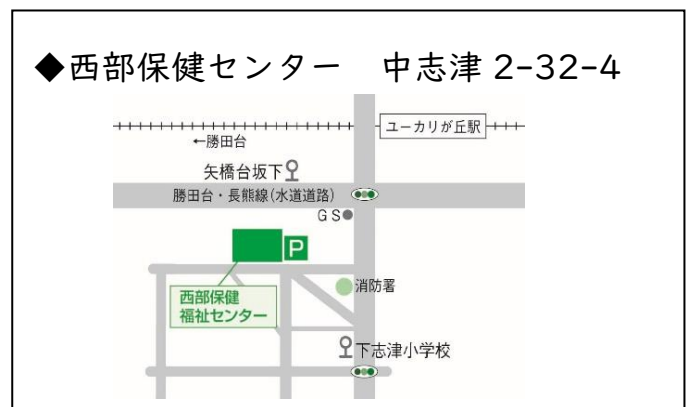 ◆西部保健センター　中志津 2-32-4
ユーカリが丘駅
←勝田台
矢橋台坂下
勝田台・長熊線(水道道路)
GS
P
消防署
西部保健
福祉センター
下志津小学校